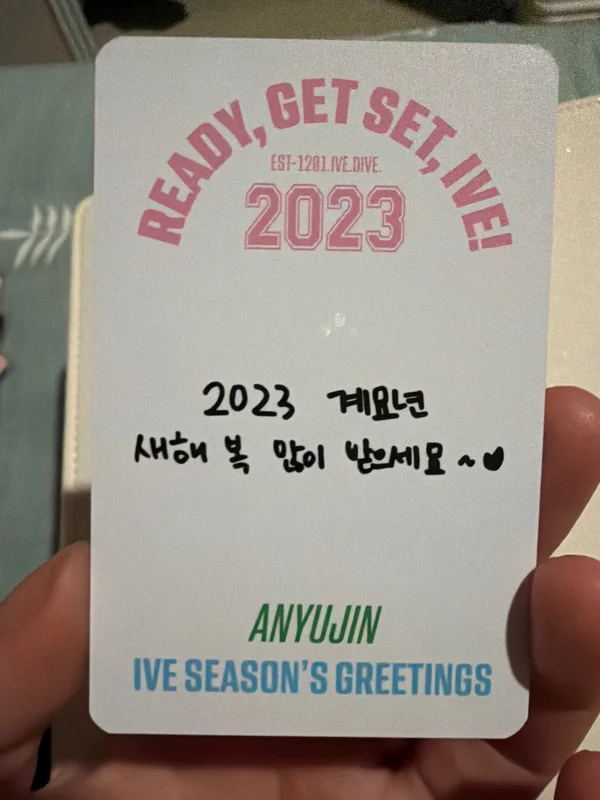 READY, GET SET, IVE!
EST-1201.IVE.DIVE.
2023
2023 계묘년
새해 복 많이 받으세요 ~♥
ANYUJIN
IVE SEASON'S GREETINGS